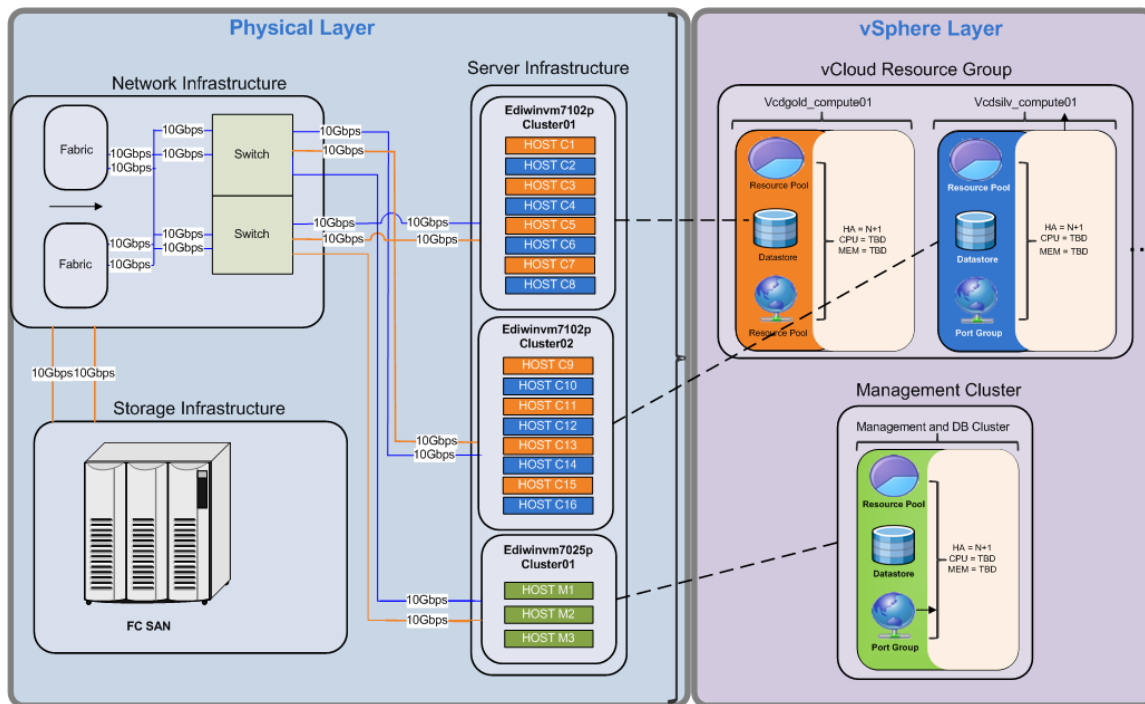 Physical Layer
Network Infrastructure
Fabric
Fabric
10Gbps
10Gbps
10Gbps
10Gbps
10Gbps
10Gbps
10Gbps
10Gbps
Switch
Switch
10Gbps
10Gbps
10Gbps
10Gbps
10Gbps
10Gbps
10Gbps
10Gbps
10Gbps
10Gbps
10Gbps
10Gbps
Storage Infrastructure
FC SAN
Server Infrastructure
Ediwinvm7102p
Cluster01
HOST C1
HOST C2
HOST C3
HOST C4
HOST C5
HOST C6
HOST C7
HOST C8
Ediwinvm7102p
Cluster02
HOST C9
HOST C10
HOST C11
HOST C12
HOST C13
HOST C14
HOST C15
HOST C16
Ediwinvm7025p
Cluster01
HOST M1
HOST M2
HOST M3
vSphere Layer
vCloud Resource Group
Vcdgold_compute01
Resource Pool
Datastore
Resource Pool
HA = N+1
CPU = TBD
MEM = TBD
Vcdsilv_compute01
Resource Pool
Datastore
Port Group
HA = N+1
CPU = TBD
MEM = TBD
Management Cluster
Management and DB Cluster
Resource Pool
Datastore
Port Group
HA = N+1
CPU = TBD
MEM = TBD